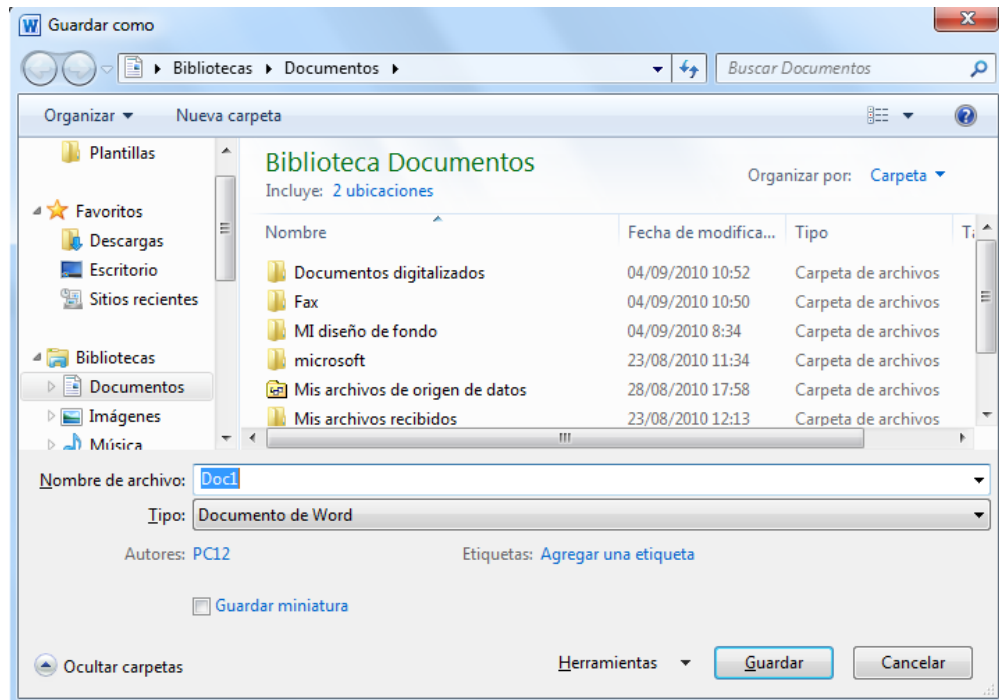 Guardar como
Bibliotecas Documentos
Buscar Documentos
Organizar Nueva carpeta
Plantillas
Favoritos
Descargas
Escritorio
Sitios recientes
Bibliotecas
Documentos
Imágenes
Música
Biblioteca Documentos
Incluye: 2 ubicaciones
Organizar por: Carpeta
Nombre Fecha de modifica... Tipo
Documentos digitalizados 04/09/2010 10:52 Carpeta de archivos
Fax 04/09/2010 10:50 Carpeta de archivos
MI diseño de fondo 04/09/2010 8:34 Carpeta de archivos
microsoft 23/08/2010 11:34 Carpeta de archivos
Mis archivos de origen de datos 28/08/2010 17:58 Carpeta de archivos
Mis archivos recibidos 23/08/2010 12:13 Carpeta de archivos
Nombre de archivo: Doc1
Tipo: Documento de Word
Autores: PC12 Etiquetas: Agregar una etiqueta
Guardar miniatura
Ocultar carpetas Herramientas Guardar Cancelar